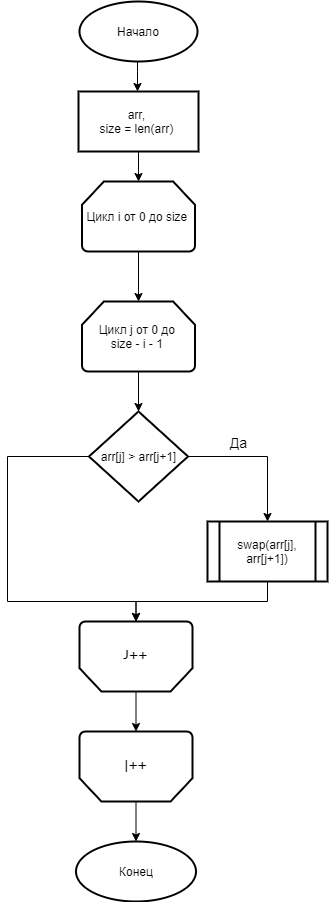 Начало
arr,
size = len(arr)
Цикл i от 0 до size
Цикл j от 0 до
size - i - 1
arr[j] > arr[j+1]
Да
swap(arr[j],
arr[j+1])
J++
|++
Конец